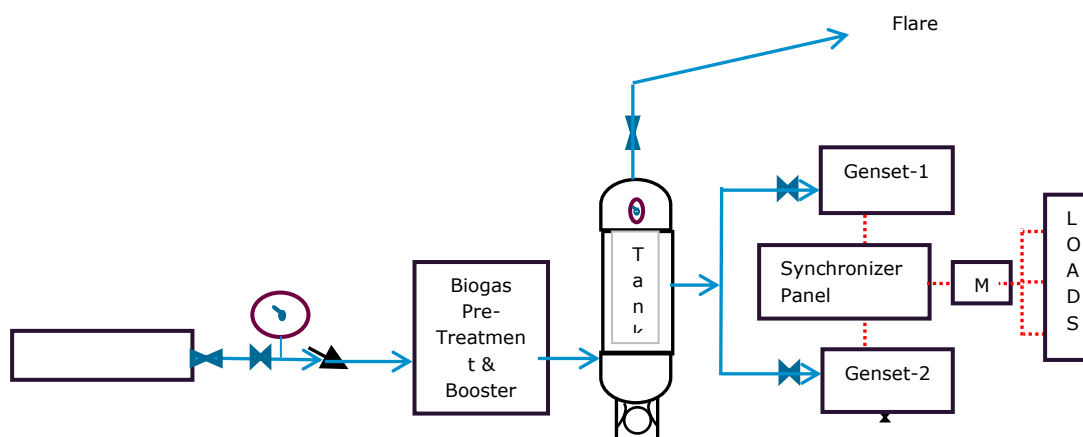 Flare
Genset-1
L
O
A
D
S
T
a
n
k
Synchronizer
Panel
M
Biogas
Pre-
Treatmen
t &
Booster
Genset-2